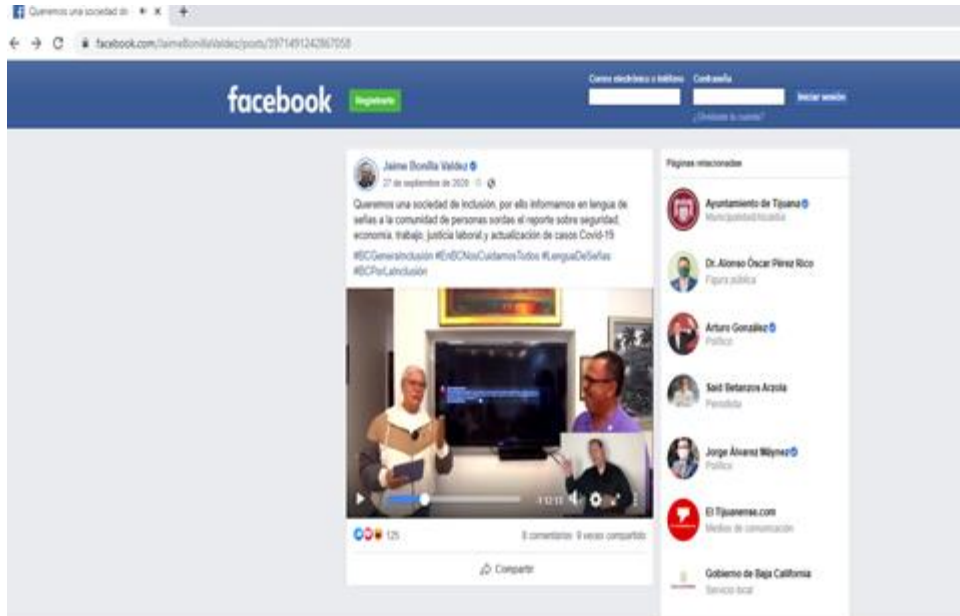 Queremos una sociedad de
facebook.com/JaimeBonillaValdez/posts/3971491242867058
facebook
Registrarte
Correo electrónico o teléfono
Contraseña
Iniciar sesión
¿Olvidaste tu cuenta?
Jaime Bonilla Valdez
27 de septiembre de 2020
Queremos una sociedad de inclusión, por ello informamos en lengua de
señas a la comunidad de personas sordas el reporte sobre seguridad,
economía, trabajo, justicia laboral y actualización de casos Covid-19
#BCGeneraInclusión #EnBCNosCuidamosTodos #LenguaDeSeñas
#BCPorLaInclusión
125
8 comentarios 9 veces compartido
Compartir
Páginas relacionadas
Ayuntamiento de Tijuana
Dr. Alonso Óscar Pérez Rico
Figura pública
Arturo González
Político
Said Betanzos Arzola
Periodista
Jorge Álvarez Máynez
Político
El Tijuanense.com
Medios de comunicación
Gobierno de Baja California
Servicio local